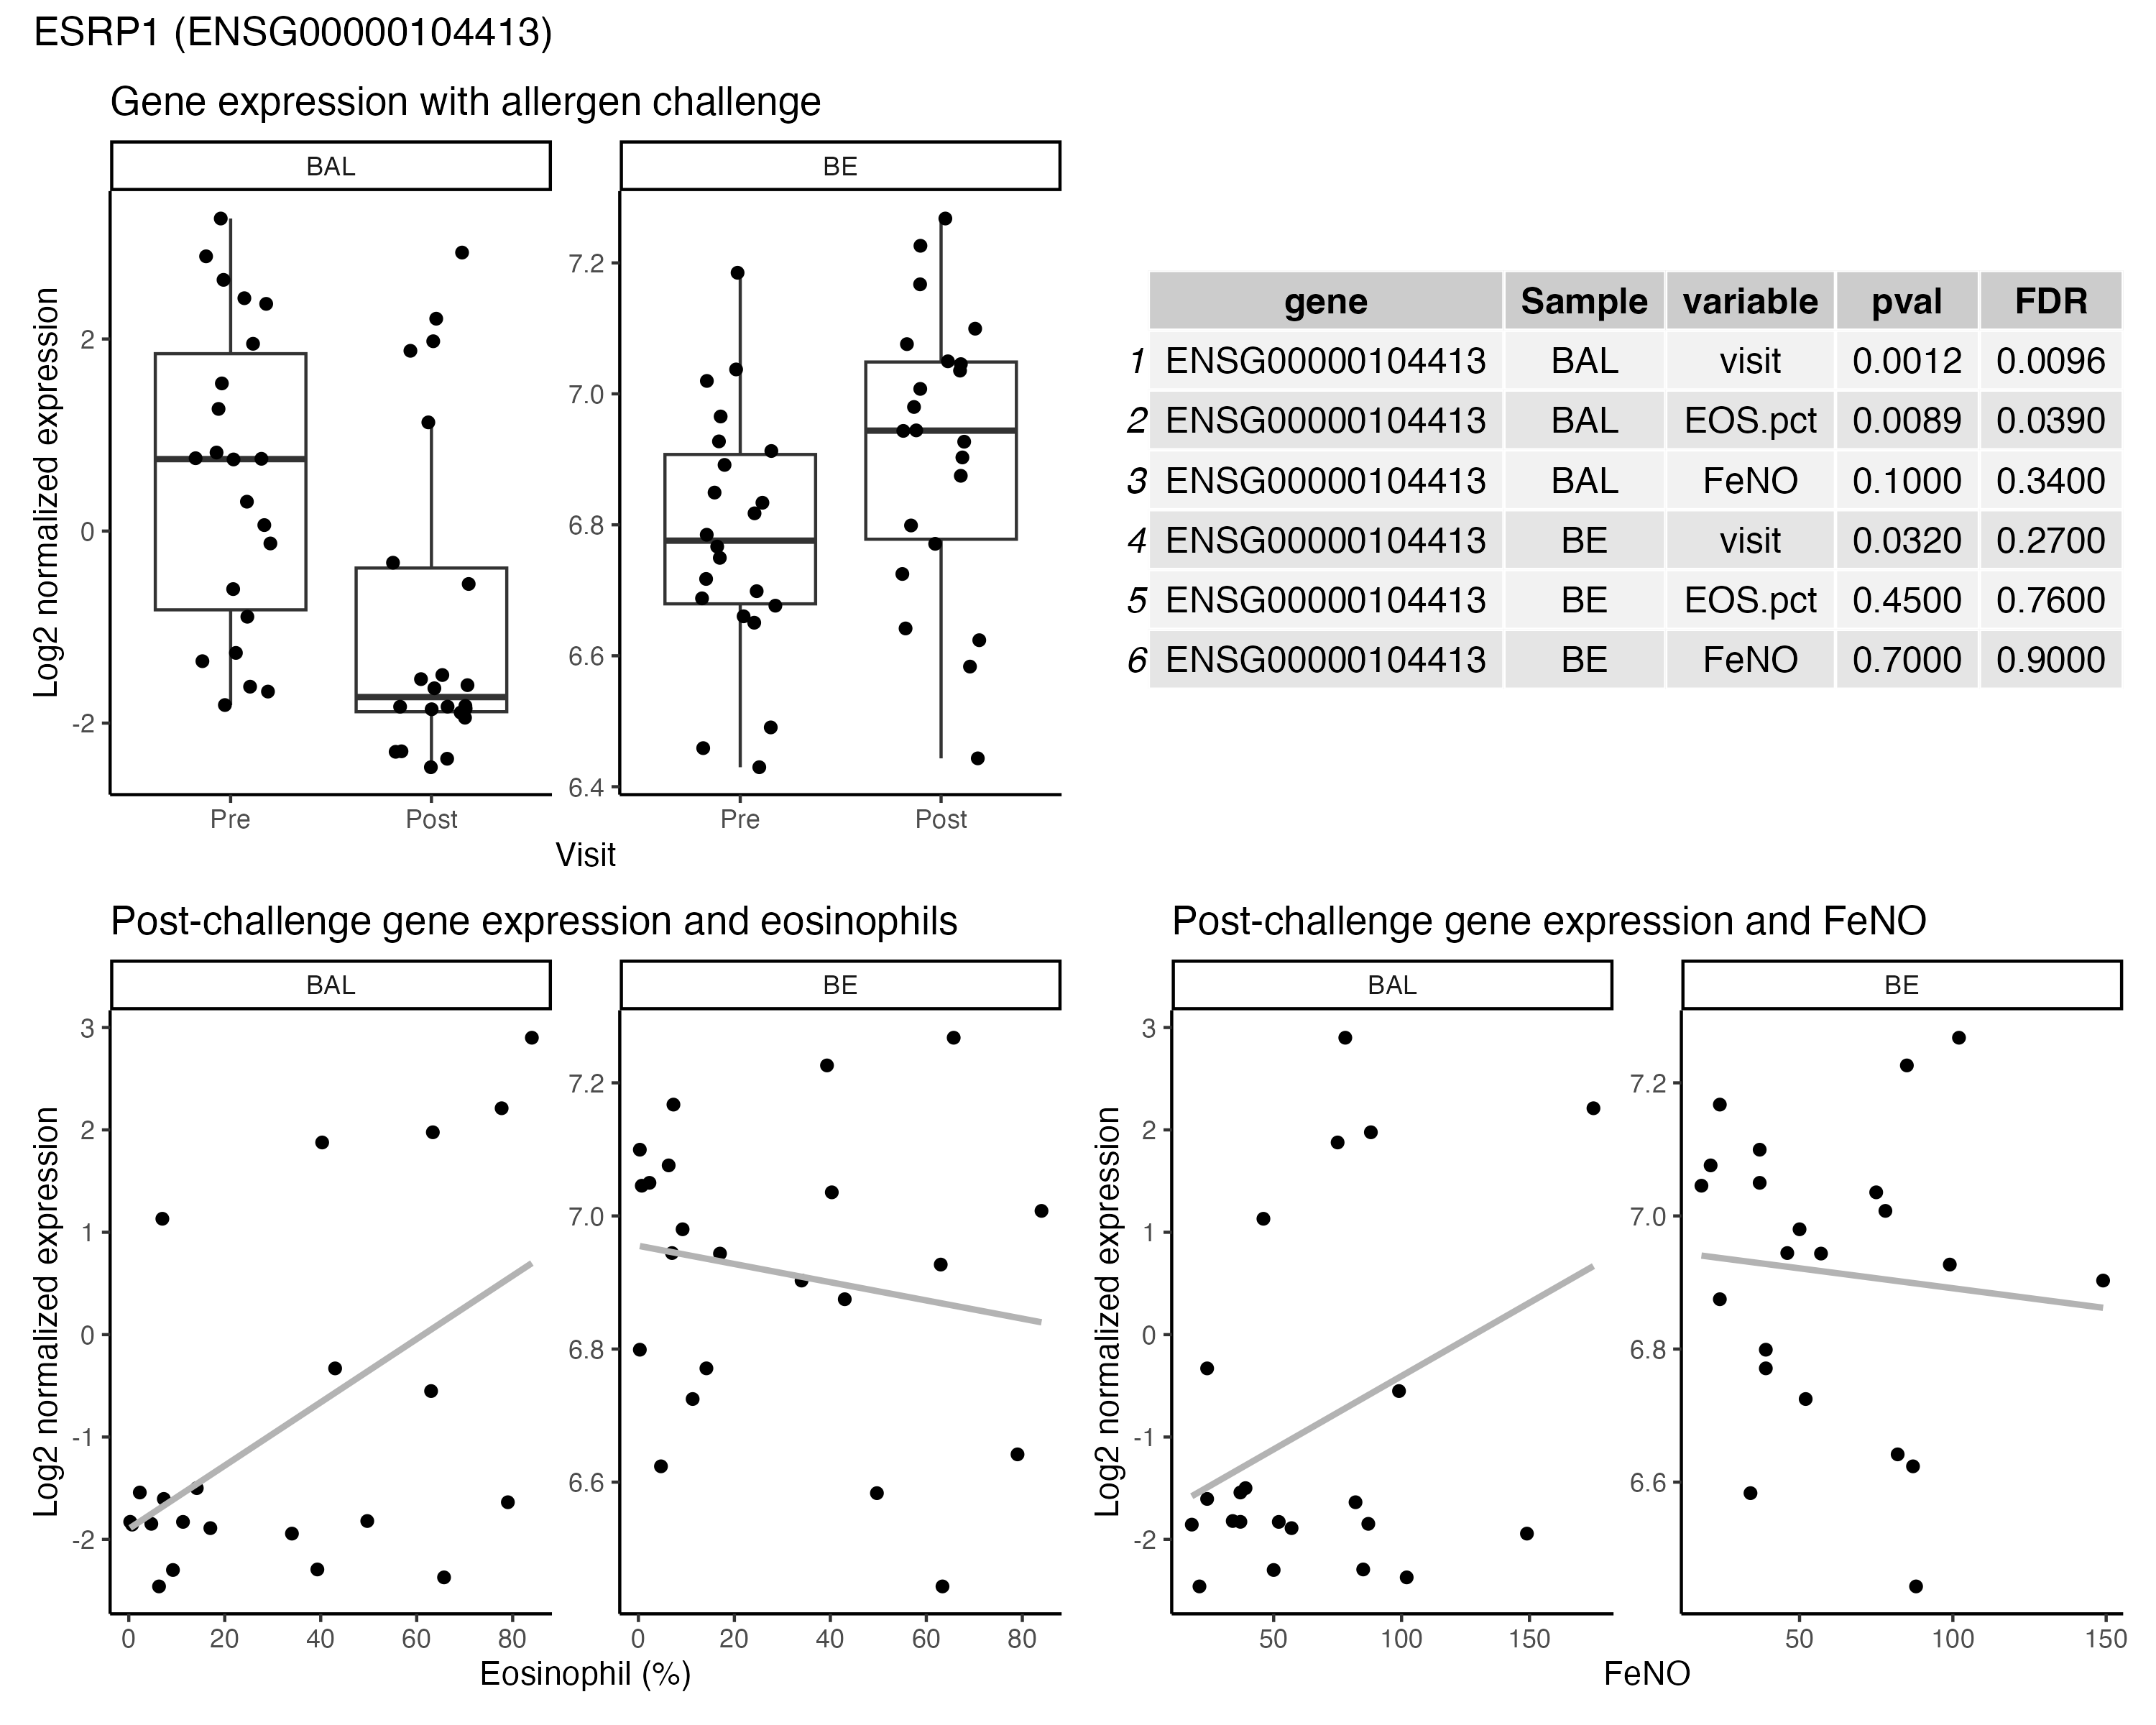 ESRP1 (ENSG00000104413)
Gene expression with allergen challenge
BAL BE
Log2 normalized expression
2
0
-2
7.2
7.0
6.8
6.6
6.4
Pre Post Pre Post
Visit
gene Sample variable pval FDR
1 ENSG00000104413 BAL visit 0.0012 0.0096
2 ENSG00000104413 BAL EOS.pct 0.0089 0.0390
3 ENSG00000104413 BAL FeNO 0.1000 0.3400
4 ENSG00000104413 BE visit 0.0320 0.2700
5 ENSG00000104413 BE EOS.pct 0.4500 0.7600
6 ENSG00000104413 BE FeNO 0.7000 0.9000
Post-challenge gene expression and eosinophils
BAL BE
Log2 normalized expression
3
2
1
0
-1
-2
7.2
7.0
6.8
6.6
0 20 40 60 80 0 20 40 60 80
Eosinophil (%)
Post-challenge gene expression and FeNO
BAL BE
Log2 normalized expression
3
2
1
0
-1
-2
7.2
7.0
6.8
6.6
50 100 150 50 100 150
FeNO